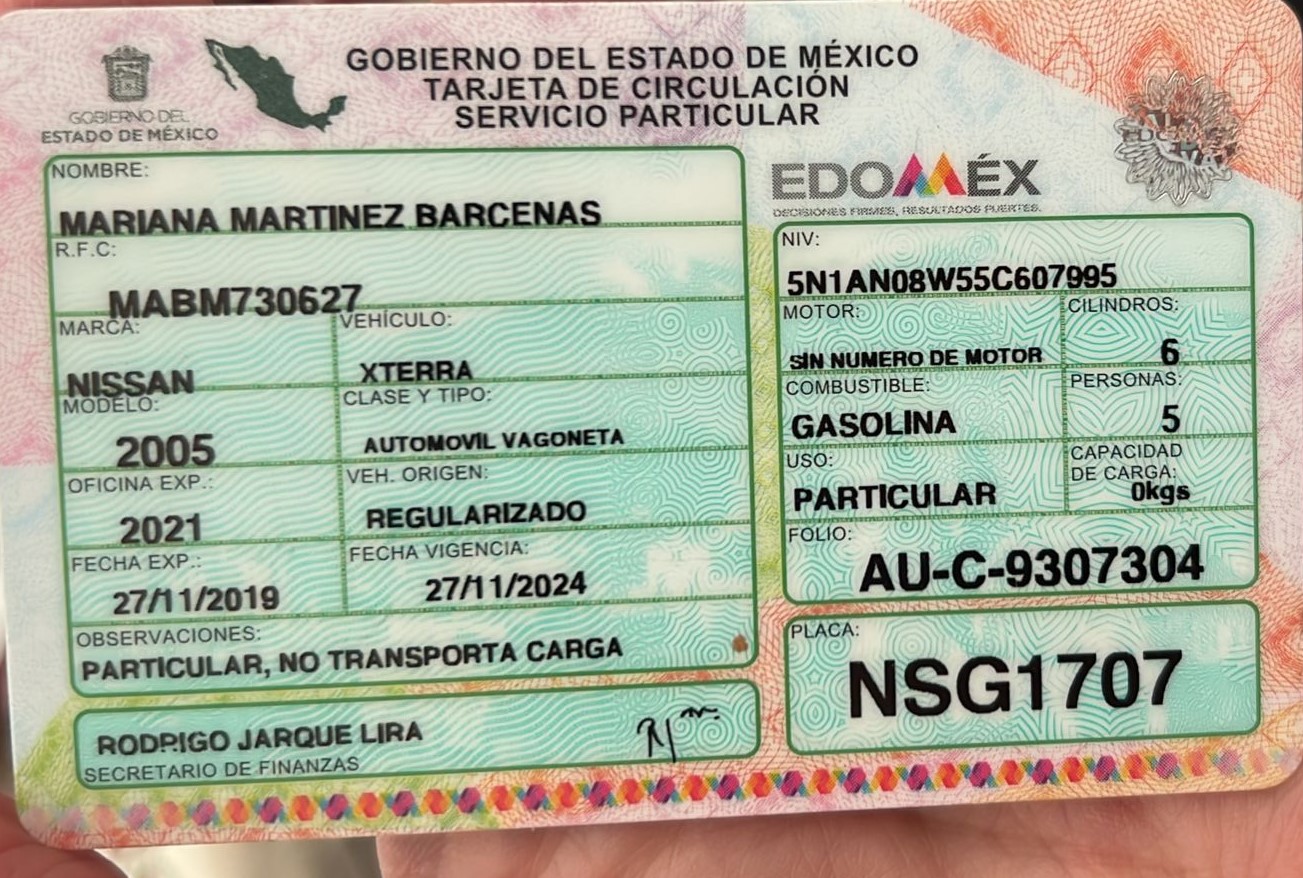 GOBIERNO DEL ESTADO DE MÉXICO
TARJETA DE CIRCULACIÓN
SERVICIO PARTICULAR
GOBIERNO DEL
ESTADO DE MÉXICO
NOMBRE:
MARIANA MARTINEZ BARCENAS
R.F.C:
MABM730627
MARCA:
NISSAN
VEHÍCULO:
XTERRA
MODELO:
2005
CLASE Y TIPO:
AUTOMOVIL VAGONETA
OFICINA EXP.:
2021
VEH. ORIGEN:
REGULARIZADO
FECHA EXP.:
27/11/2019
FECHA VIGENCIA:
27/11/2024
OBSERVACIONES:
PARTICULAR, NO TRANSPORTA CARGA
RODRIGO JARQUE LIRA
SECRETARIO DE FINANZAS
EDOMÉX
DECISIONES FIRMES, RESULTADOS FUERTES.
NIV:
5N1AN08W55C607995
MOTOR:
SIN NUMERO DE MOTOR
CILINDROS:
6
COMBUSTIBLE:
GASOLINA
PERSONAS:
5
USO:
PARTICULAR
CAPACIDAD
DE CARGA:
0kgs
FOLIO:
AU-C-9307304
PLACA:
NSG1707